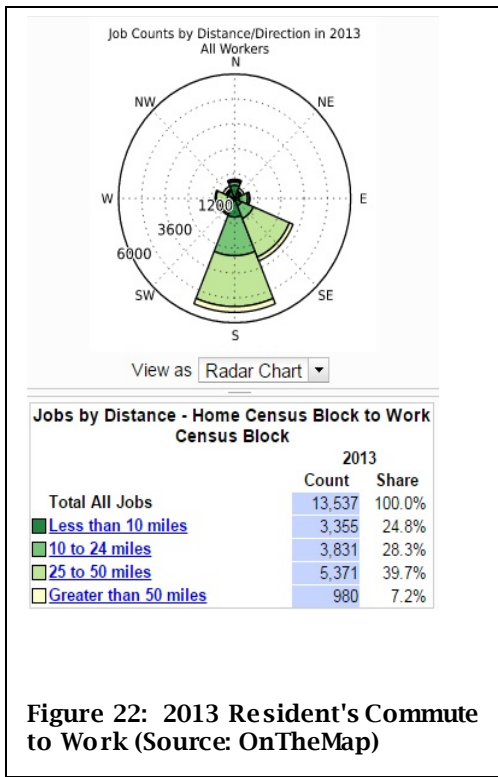 Job Counts by Distance/Direction in 2013
All Workers
N
NW
NE
W
1200
E
3600
6000
SW
SE
S
View as Radar Chart
Jobs by Distance - Home Census Block to Work
Census Block
2013
Count Share
Total All Jobs 13,537 100.0%
Less than 10 miles 3,355 24.8%
10 to 24 miles 3,831 28.3%
25 to 50 miles 5,371 39.7%
Greater than 50 miles 980 7.2%
Figure 22: 2013 Resident's Commute
to Work (Source: OnTheMap)